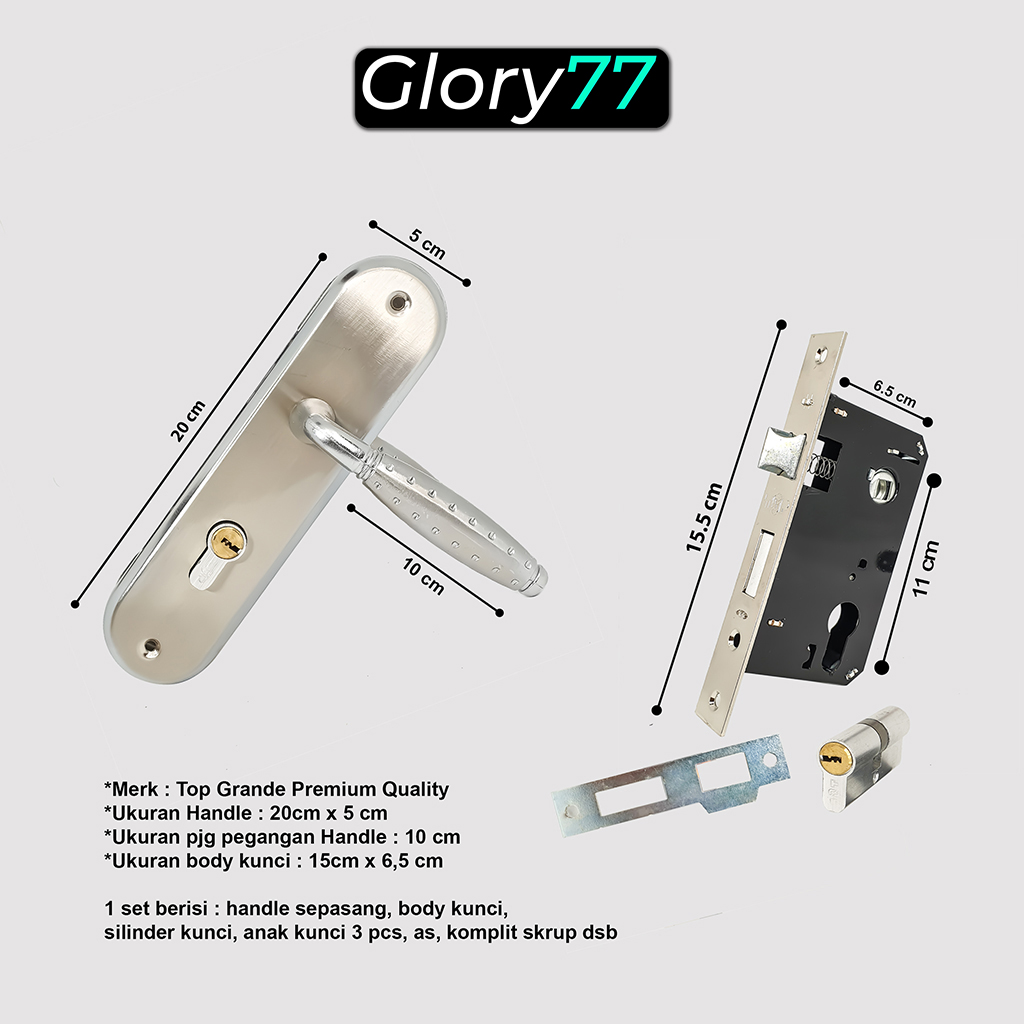 Glory77
5 cm
20 cm
10 cm
6.5 cm
15.5 cm
11 cm
*Merk : Top Grande Premium Quality
*Ukuran Handle : 20cm x 5 cm
*Ukuran pjg pegangan Handle : 10 cm
*Ukuran body kunci : 15cm x 6,5 cm
1 set berisi : handle sepasang, body kunci,
silinder kunci, anak kunci 3 pcs, as, komplit skrup dsb